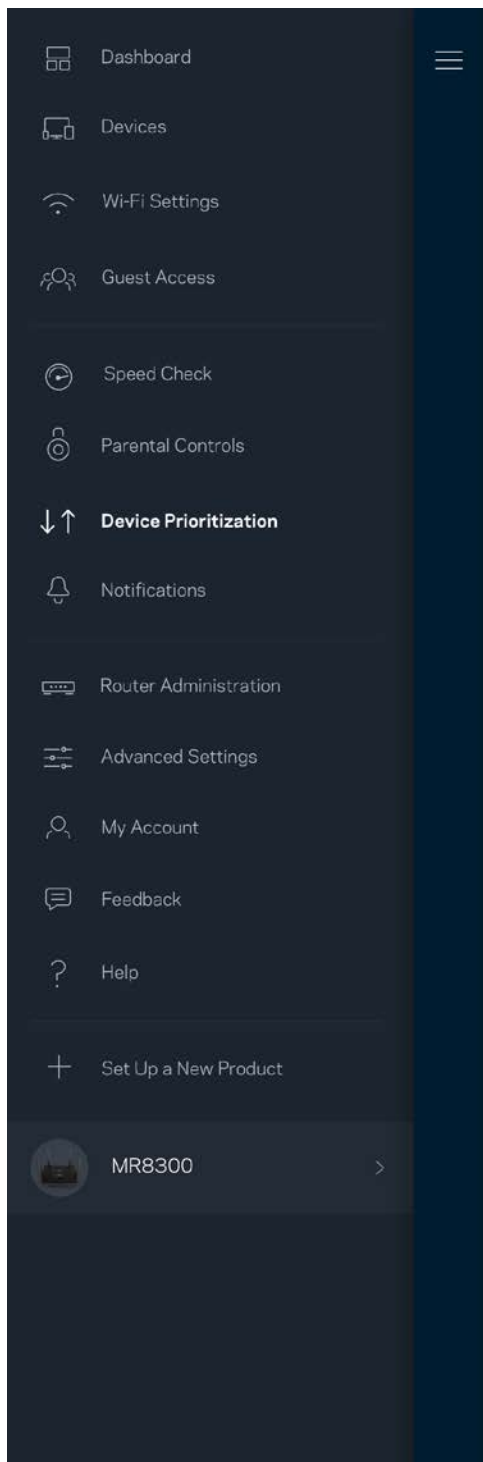 Dashboard
Devices
Wi-Fi Settings
Guest Access
Speed Check
Parental Controls
Device Prioritization
Notifications
Router Administration
Advanced Settings
My Account
Feedback
Help
Set Up a New Product
MR8300